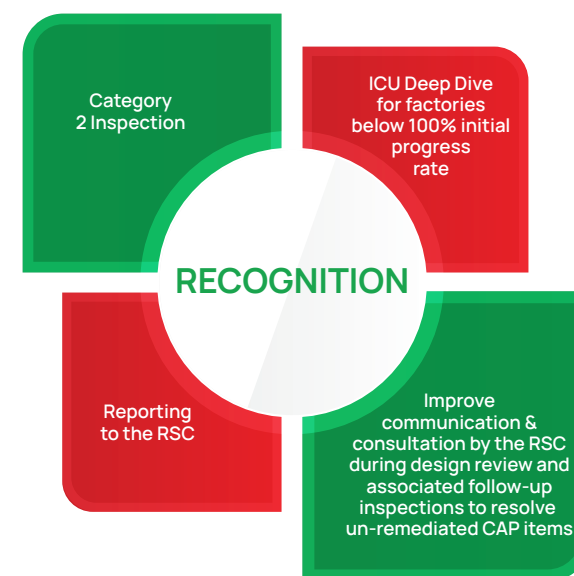 Category
2 Inspection
ICU Deep Dive
for factories
below 100% initial
progress
rate
RECOGNITION
Reporting
to the RSC
Improve
communication &
consultation by the RSC
during design review and
associated follow-up
inspections to resolve
un-remediated CAP items